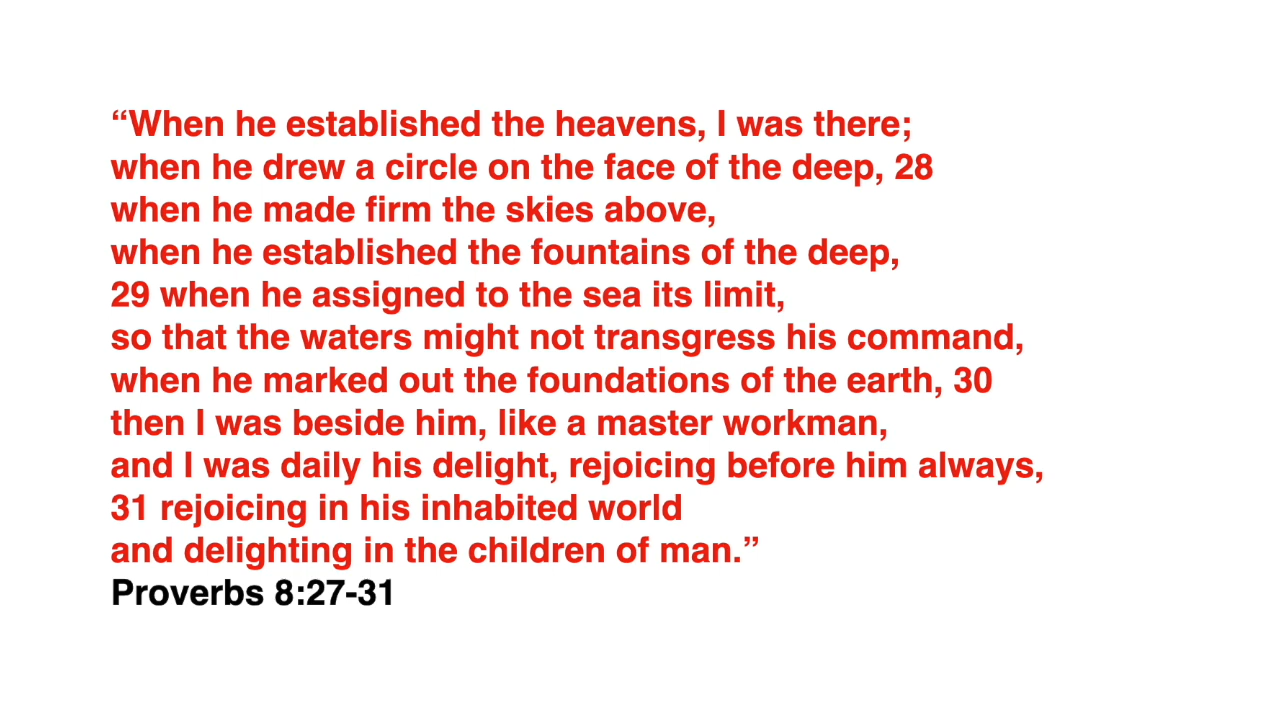 “When he established the heavens, I was there;
when he drew a circle on the face of the deep, 28
when he made firm the skies above,
when he established the fountains of the deep,
29 when he assigned to the sea its limit,
so that the waters might not transgress his command,
when he marked out the foundations of the earth, 30
then I was beside him, like a master workman,
and I was daily his delight, rejoicing before him always,
31 rejoicing in his inhabited world
and delighting in the children of man.”
Proverbs 8:27-31